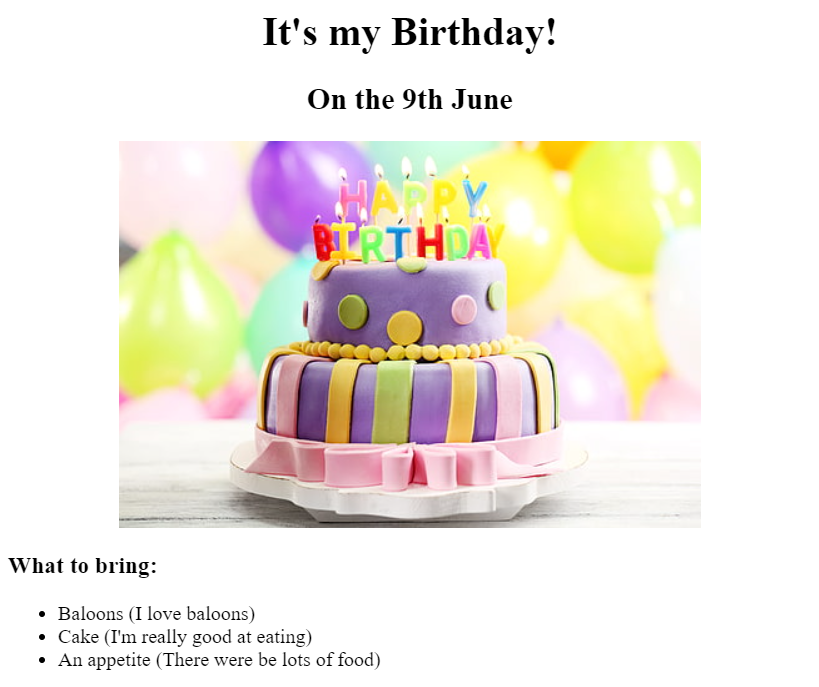 It's my Birthday!
On the 9th June
HAPPY
BIRTHDAY
What to bring:
Baloons (I love baloons)
Cake (I'm really good at eating)
An appetite (There were be lots of food)